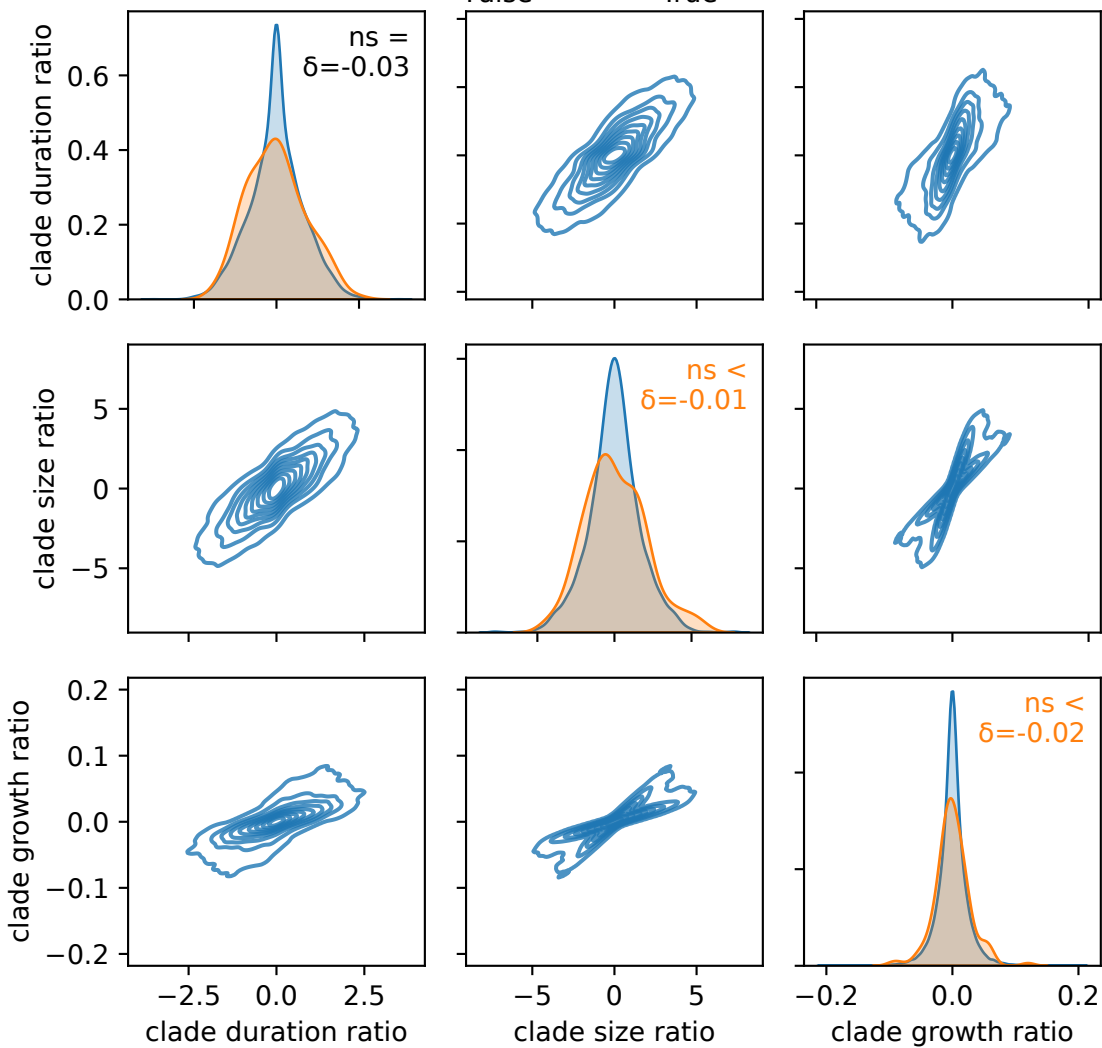 clade duration ratio
0.6
0.4
0.2
0.0
ns =
δ=-0.03
clade size ratio
5
0
−5
ns <
δ=-0.01
clade growth ratio
0.2
0.1
0.0
−0.1
−0.2
ns <
δ=-0.02
−2.5 0.0 2.5
−5 0 5
−0.2 0.0 0.2
clade duration ratio
clade size ratio
clade growth ratio